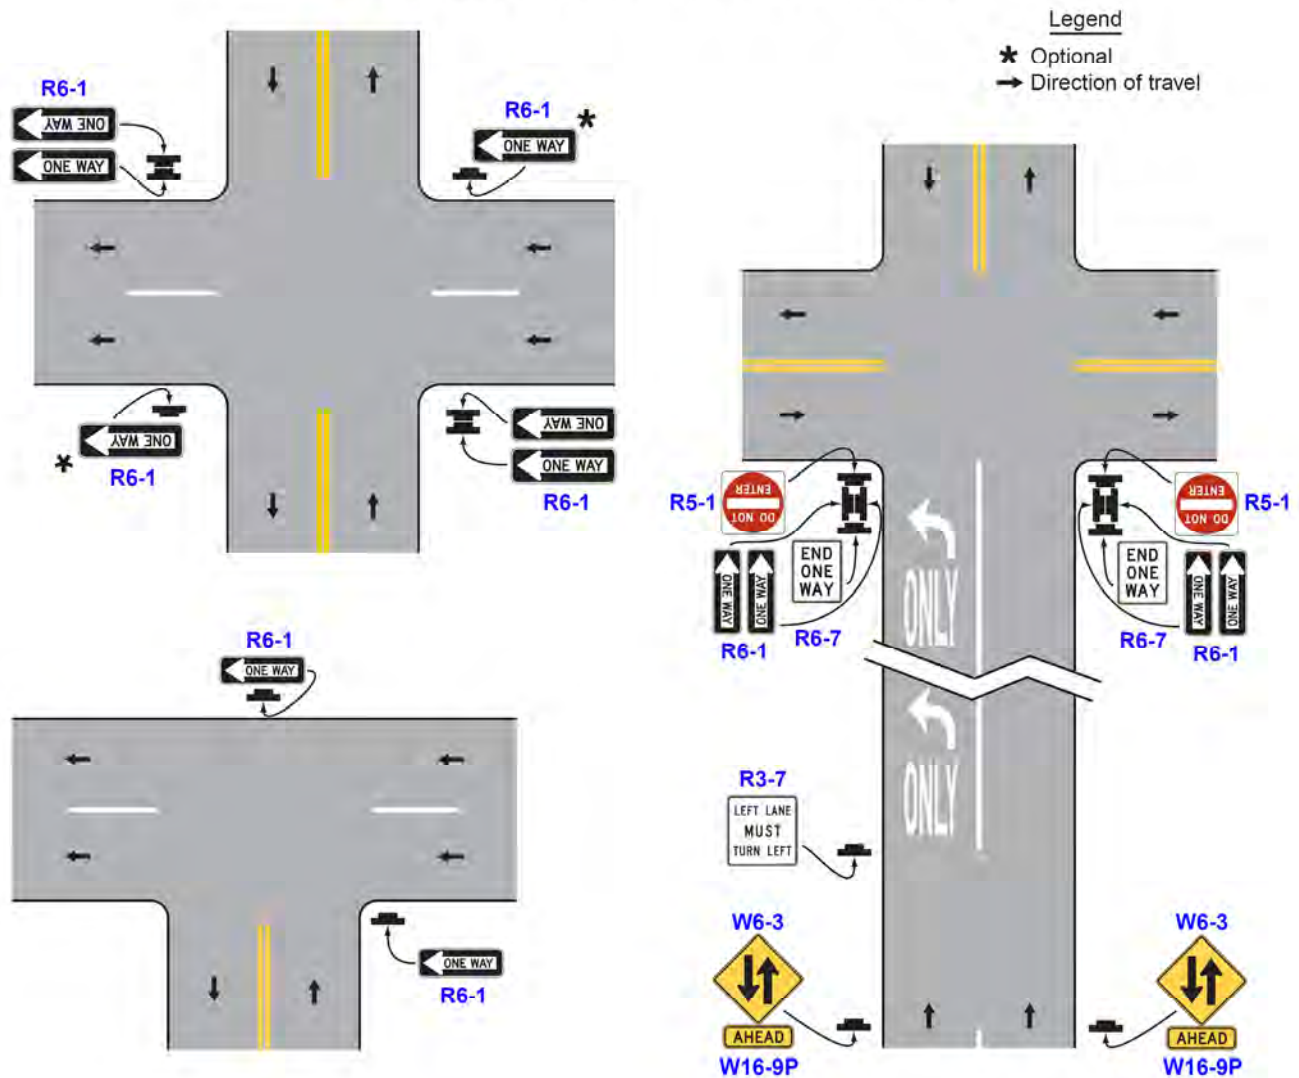 Legend
* Optional
Direction of travel
R6-1
ONE WAY
ONE WAY
R6-1
*
ONE WAY
ONE WAY
*
R6-1
ONE WAY
ONE WAY
R6-1
R6-1
ONE WAY
ONE WAY
R6-1
R5-1
DO NOT
ENTER
END
ONE
WAY
ONE WAY
ONE WAY
R6-1
R6-7
ONLY
DO NOT
ENTER
R5-1
END
ONE
WAY
ONE WAY
ONE WAY
R6-7
R6-1
ONLY
R3-7
LEFT LANE
MUST
TURN LEFT
W6-3
AHEAD
W16-9P
W6-3
AHEAD
W16-9P